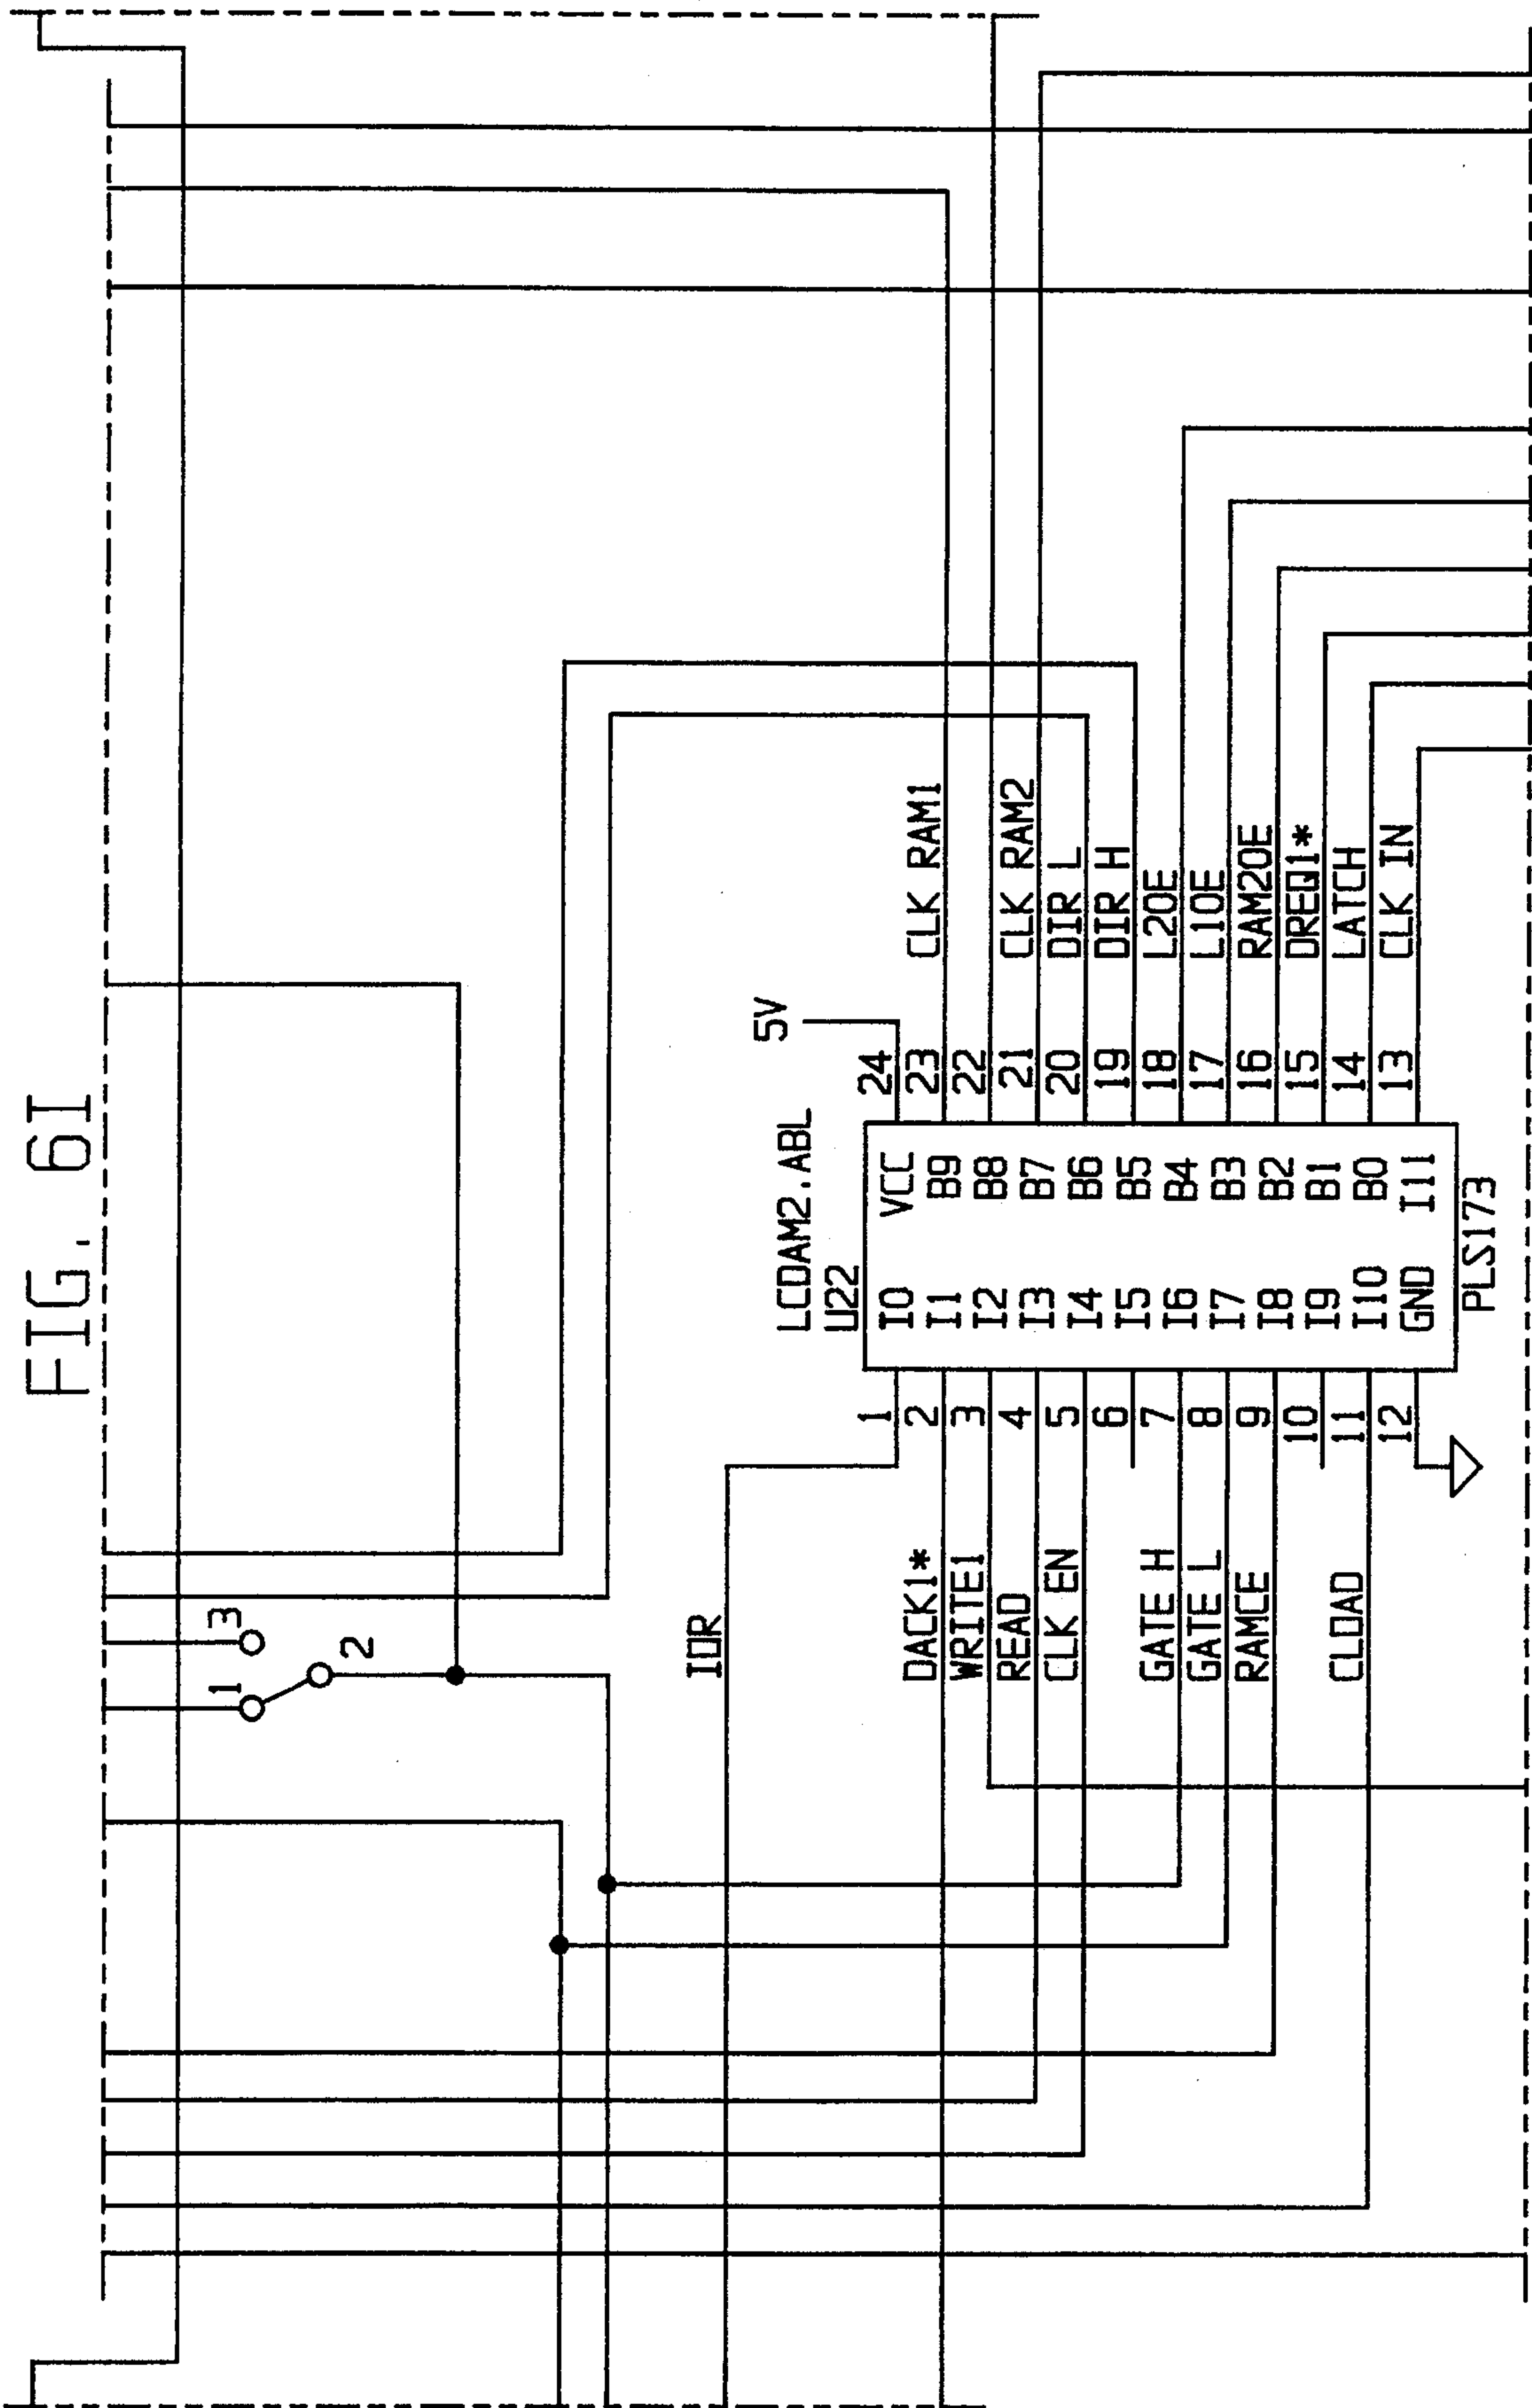 FIG. 6I
1
3
2
IOR
5V
LCDAM2.ABL
U22
1 I0 VCC 24
DACK1* 2 I1 B9 23 CLK RAM1
WRITE1 3 I2 B8 22
READ 4 I3 B7 21 CLK RAM2
CLK EN 5 I4 B6 20 DIR L
6 I5 B5 19 DIR H
GATE H 7 I6 B4 18 L2OE
GATE L 8 I7 B3 17 L1OE
RAMCE 9 I8 B2 16 RAM2OE
10 I9 B1 15 DREQ1*
CLOAD 11 I10 B0 14 LATCH
12 GND I11 13 CLK IN
PLS173